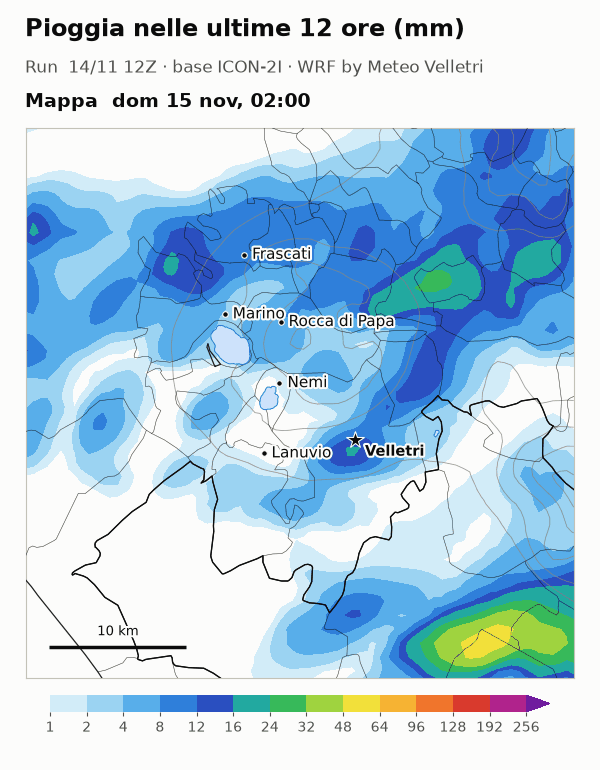 Pioggia nelle ultime 12 ore (mm)
Run 14/11 12Z · base ICON-2I · WRF by Meteo Velletri
Mappa dom 15 nov, 02:00
Frascati
Marino
Rocca di Papa
Nemi
Velletri
Lanuvio
10 km
1 2 4 8 12 16 24 32 48 64 96 128 192 256